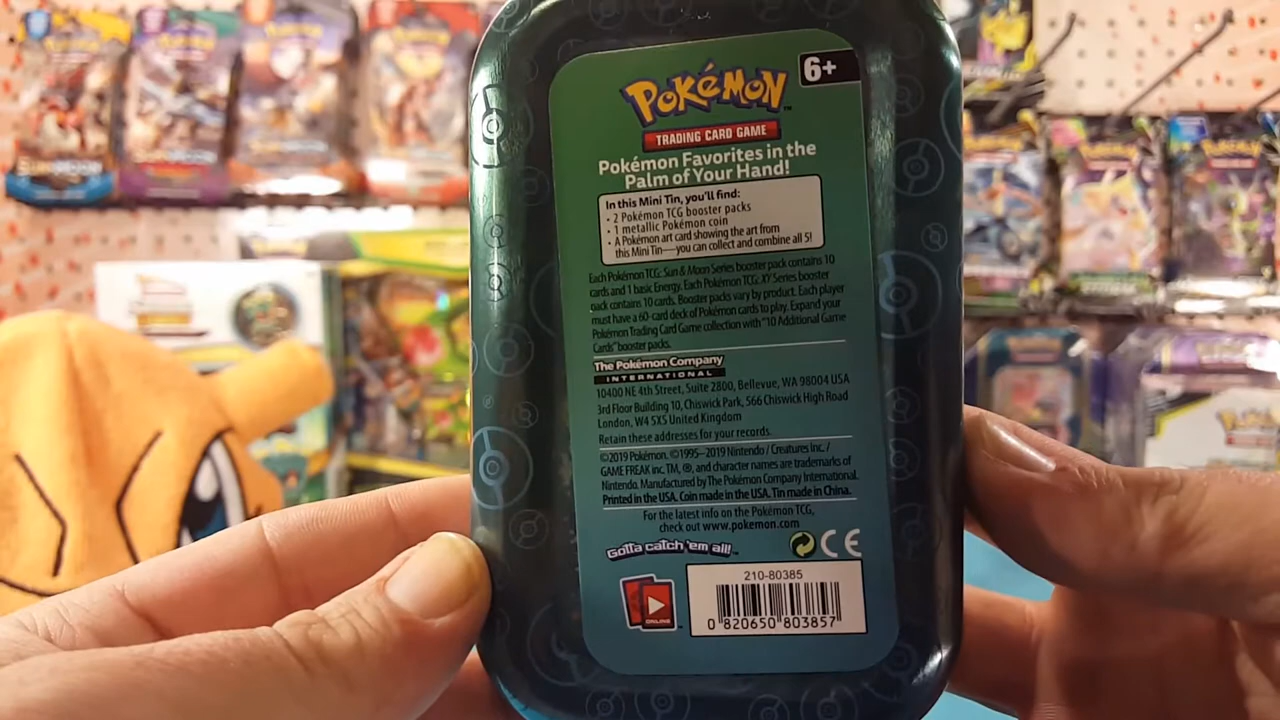 POKéMON
TM
6+
TRADING CARD GAME
Pokémon Favorites in the
Palm of Your Hand!
In this Mini Tin, you'll find:
• 2 Pokémon TCG booster packs
• 1 metallic Pokémon coin
• A Pokémon art card showing the art from
this Mini Tin—you can collect and combine all 5!
Each Pokémon TCG: Sun & Moon Series booster pack contains 10
cards and 1 basic Energy. Each Pokémon TCG: XY Series booster
pack contains 10 cards. Booster packs vary by product. Each player
must have a 60-card deck of Pokémon cards to play. Expand your
Pokémon Trading Card Game collection with "10 Additional Game
Cards" booster packs.
The Pokémon Company
INTERNATIONAL
10400 NE 4th Street, Suite 2800, Bellevue, WA 98004 USA
3rd Floor Building 10, Chiswick Park, 566 Chiswick High Road
London, W4 5XS United Kingdom
Retain these addresses for your records.
©2019 Pokémon. ©1995–2019 Nintendo / Creatures Inc. /
GAME FREAK inc. TM, ®, and character names are trademarks of
Nintendo. Manufactured by The Pokémon Company International.
Printed in the USA. Coin made in the USA. Tin made in China.
For the latest info on the Pokémon TCG,
check out www.pokemon.com
Gotta catch 'em all!
CE
ONLINE
210-80385
0 820650 803857